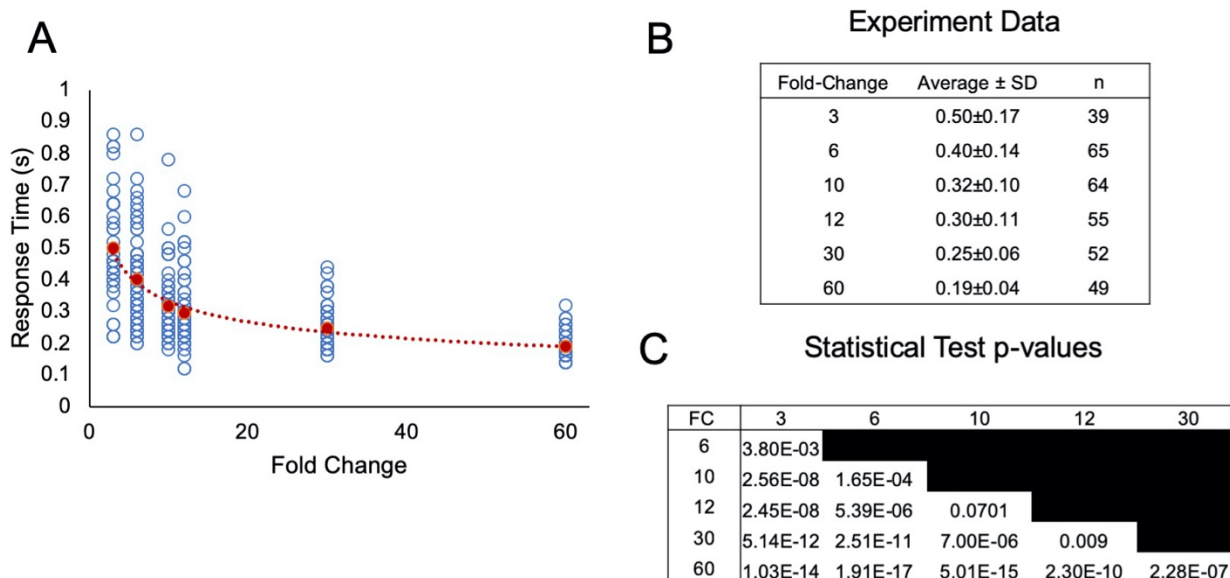 A
Response Time (s)
1
0.9
0.8
0.7
0.6
0.5
0.4
0.3
0.2
0.1
0
0 20 40 60
Fold Change
B
Experiment Data
Fold-Change Average ± SD n
3 0.50±0.17 39
6 0.40±0.14 65
10 0.32±0.10 64
12 0.30±0.11 55
30 0.25±0.06 52
60 0.19±0.04 49
C
Statistical Test p-values
FC 3 6 10 12 30
6 3.80E-03
10 2.56E-08 1.65E-04
12 2.45E-08 5.39E-06 0.0701
30 5.14E-12 2.51E-11 7.00E-06 0.009
60 1.03E-14 1.91E-17 5.01E-15 2.30E-10 2.28E-07